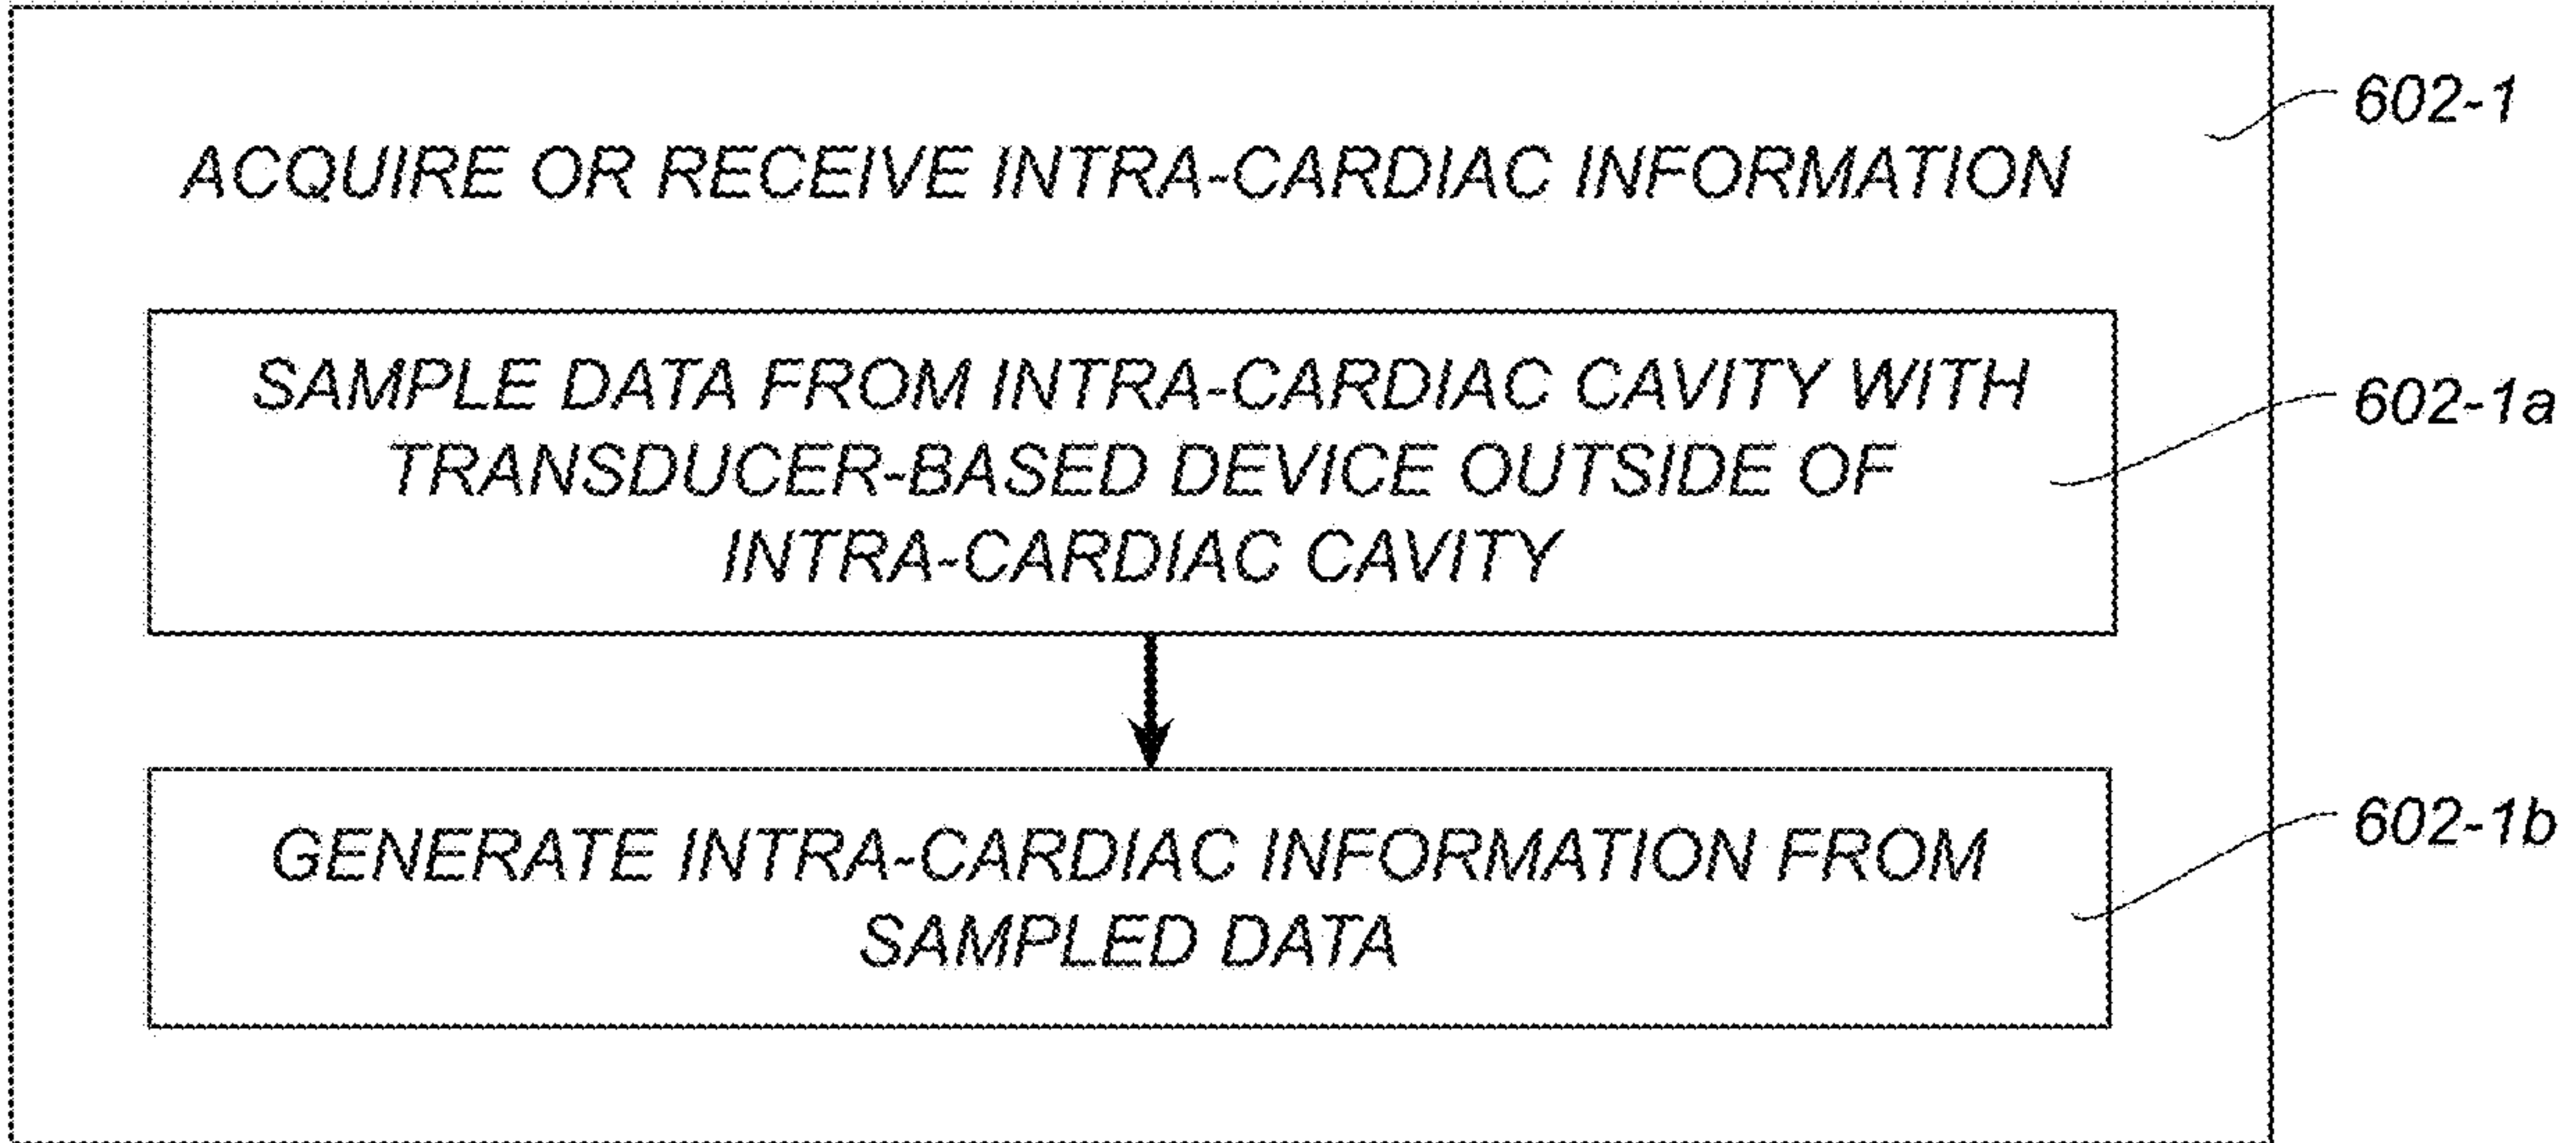 602-1
ACQUIRE OR RECEIVE INTRA-CARDIAC INFORMATION
SAMPLE DATA FROM INTRA-CARDIAC CAVITY WITH
TRANSDUCER-BASED DEVICE OUTSIDE OF
INTRA-CARDIAC CAVITY
602-1a
GENERATE INTRA-CARDIAC INFORMATION FROM
SAMPLED DATA
602-1b